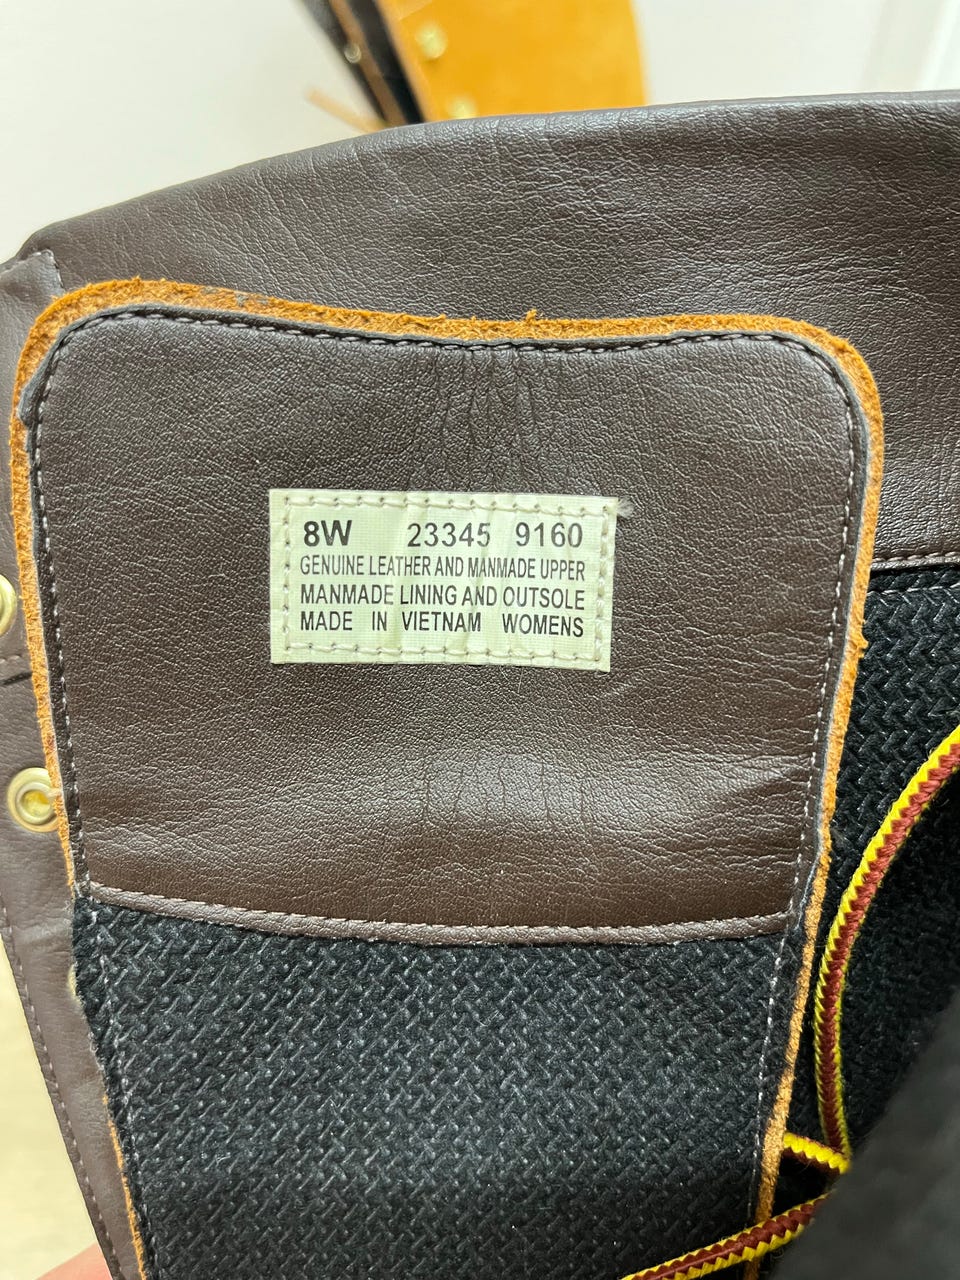 8W 23345 9160
GENUINE LEATHER AND MANMADE UPPER
MANMADE LINING AND OUTSOLE
MADE IN VIETNAM WOMENS